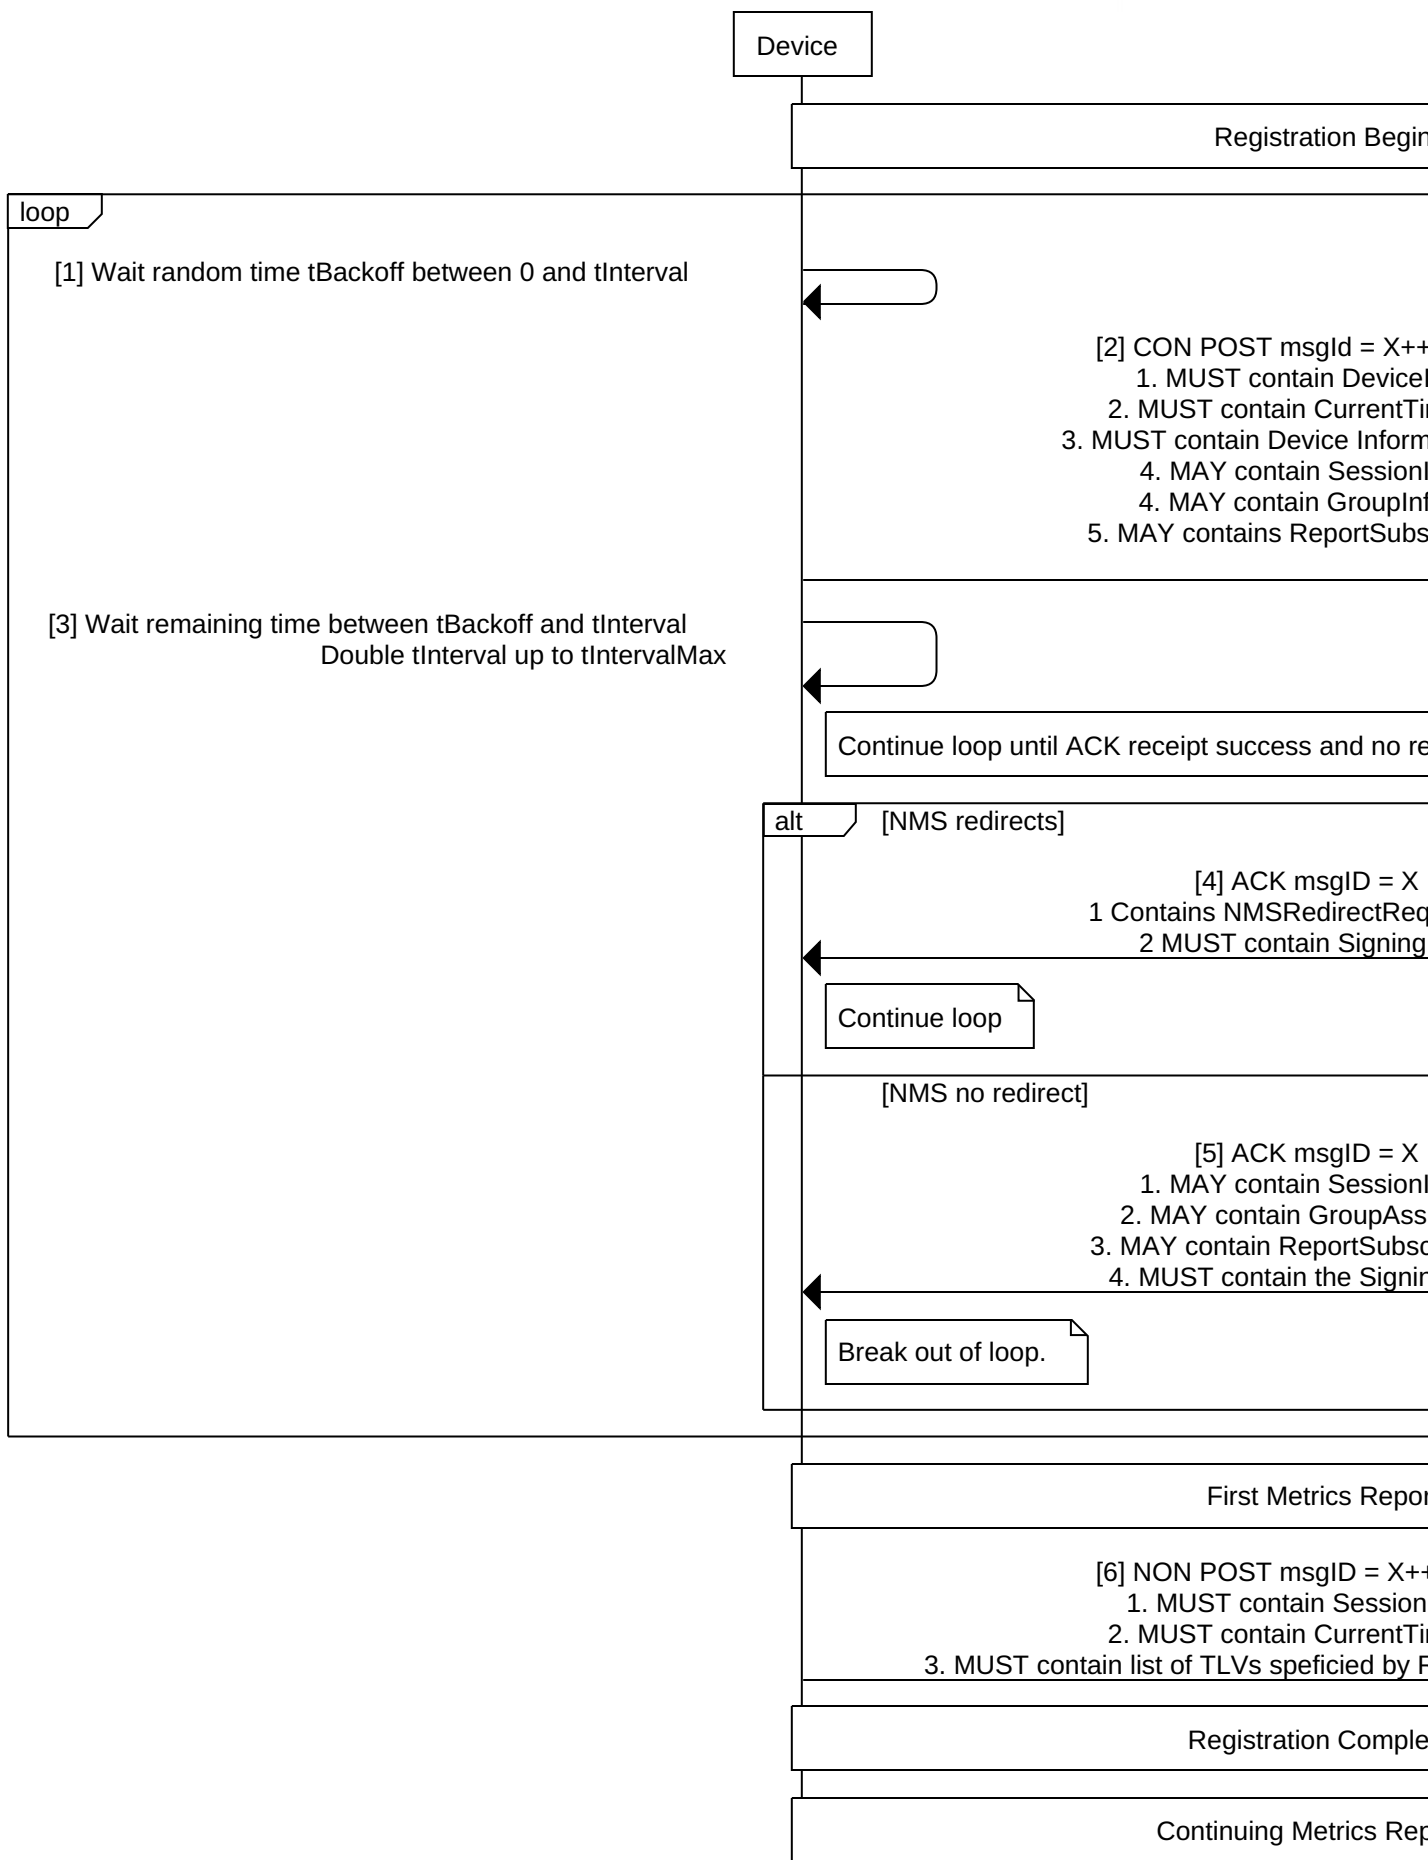 Device
Registration Begin
loop
[1] Wait random time tBackoff between 0 and tInterval
[2] CON POST msgId = X++
1. MUST contain DeviceI
2. MUST contain CurrentTi
3. MUST contain Device Inform
4. MAY contain SessionI
4. MAY contain GroupInf
5. MAY contains ReportSubs
[3] Wait remaining time between tBackoff and tInterval
Double tInterval up to tIntervalMax
Continue loop until ACK receipt success and no re
alt [NMS redirects]
[4] ACK msgID = X
1 Contains NMSRedirectReq
2 MUST contain Signing
Continue loop
[NMS no redirect]
[5] ACK msgID = X
1. MAY contain SessionI
2. MAY contain GroupAss
3. MAY contain ReportSubsc
4. MUST contain the Signin
Break out of loop.
First Metrics Repor
[6] NON POST msgID = X++
1. MUST contain Session
2. MUST contain CurrentTi
3. MUST contain list of TLVs speficied by
Registration Comple
Continuing Metrics Rep